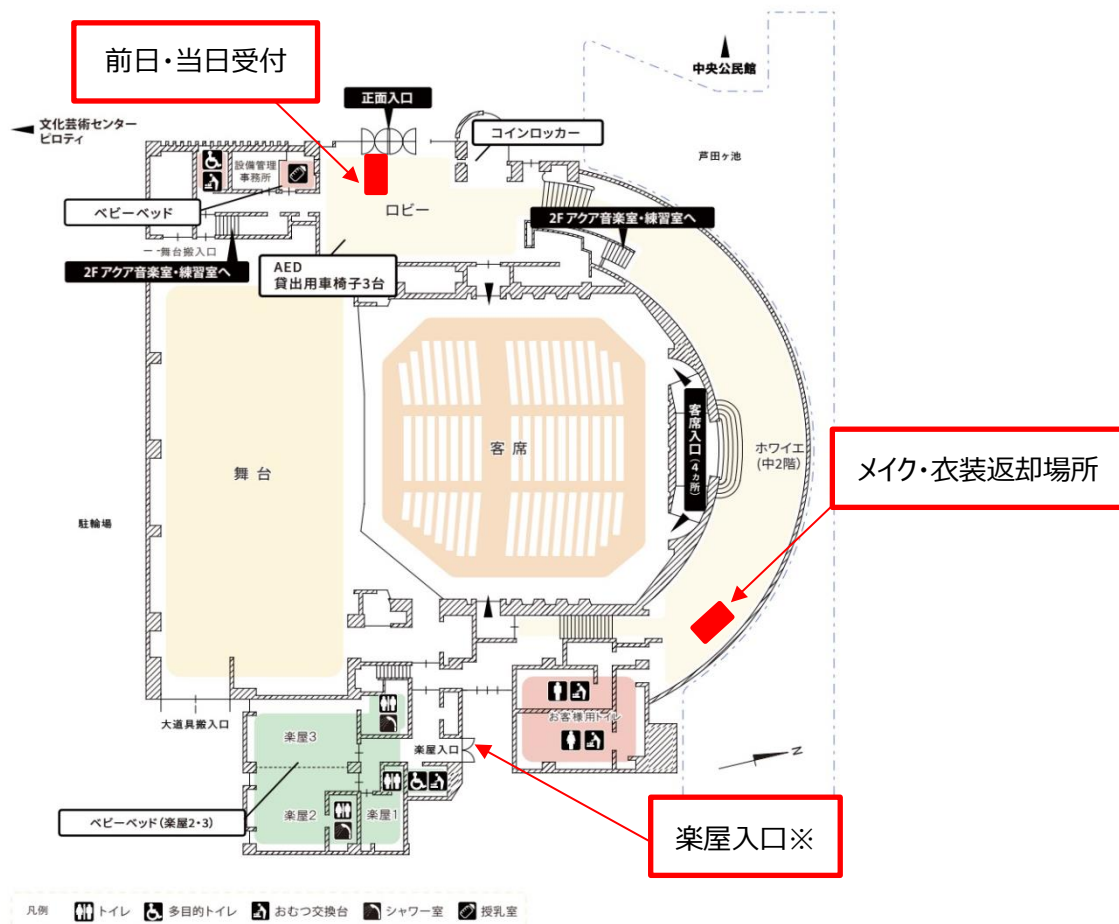 前日・当日受付
中央公民館
文化芸術センター
ピロティ
正面入口
コインロッカー
芦田ヶ池
設備管理
事務所
ベビーベッド
ロビー
2F アクア音楽室・練習室へ
舞台搬入口
2F アクア音楽室・練習室へ
AED
貸出用車椅子3台
客席
客席入口(4ヵ所)
ホワイエ
(中2階)
メイク・衣装返却場所
舞台
駐輪場
大道具搬入口
お客様用トイレ
楽屋3
楽屋入口
N
楽屋2
楽屋1
ベビーベッド(楽屋2・3)
楽屋入口※
凡例 トイレ 多目的トイレ おむつ交換台 シャワー室 授乳室